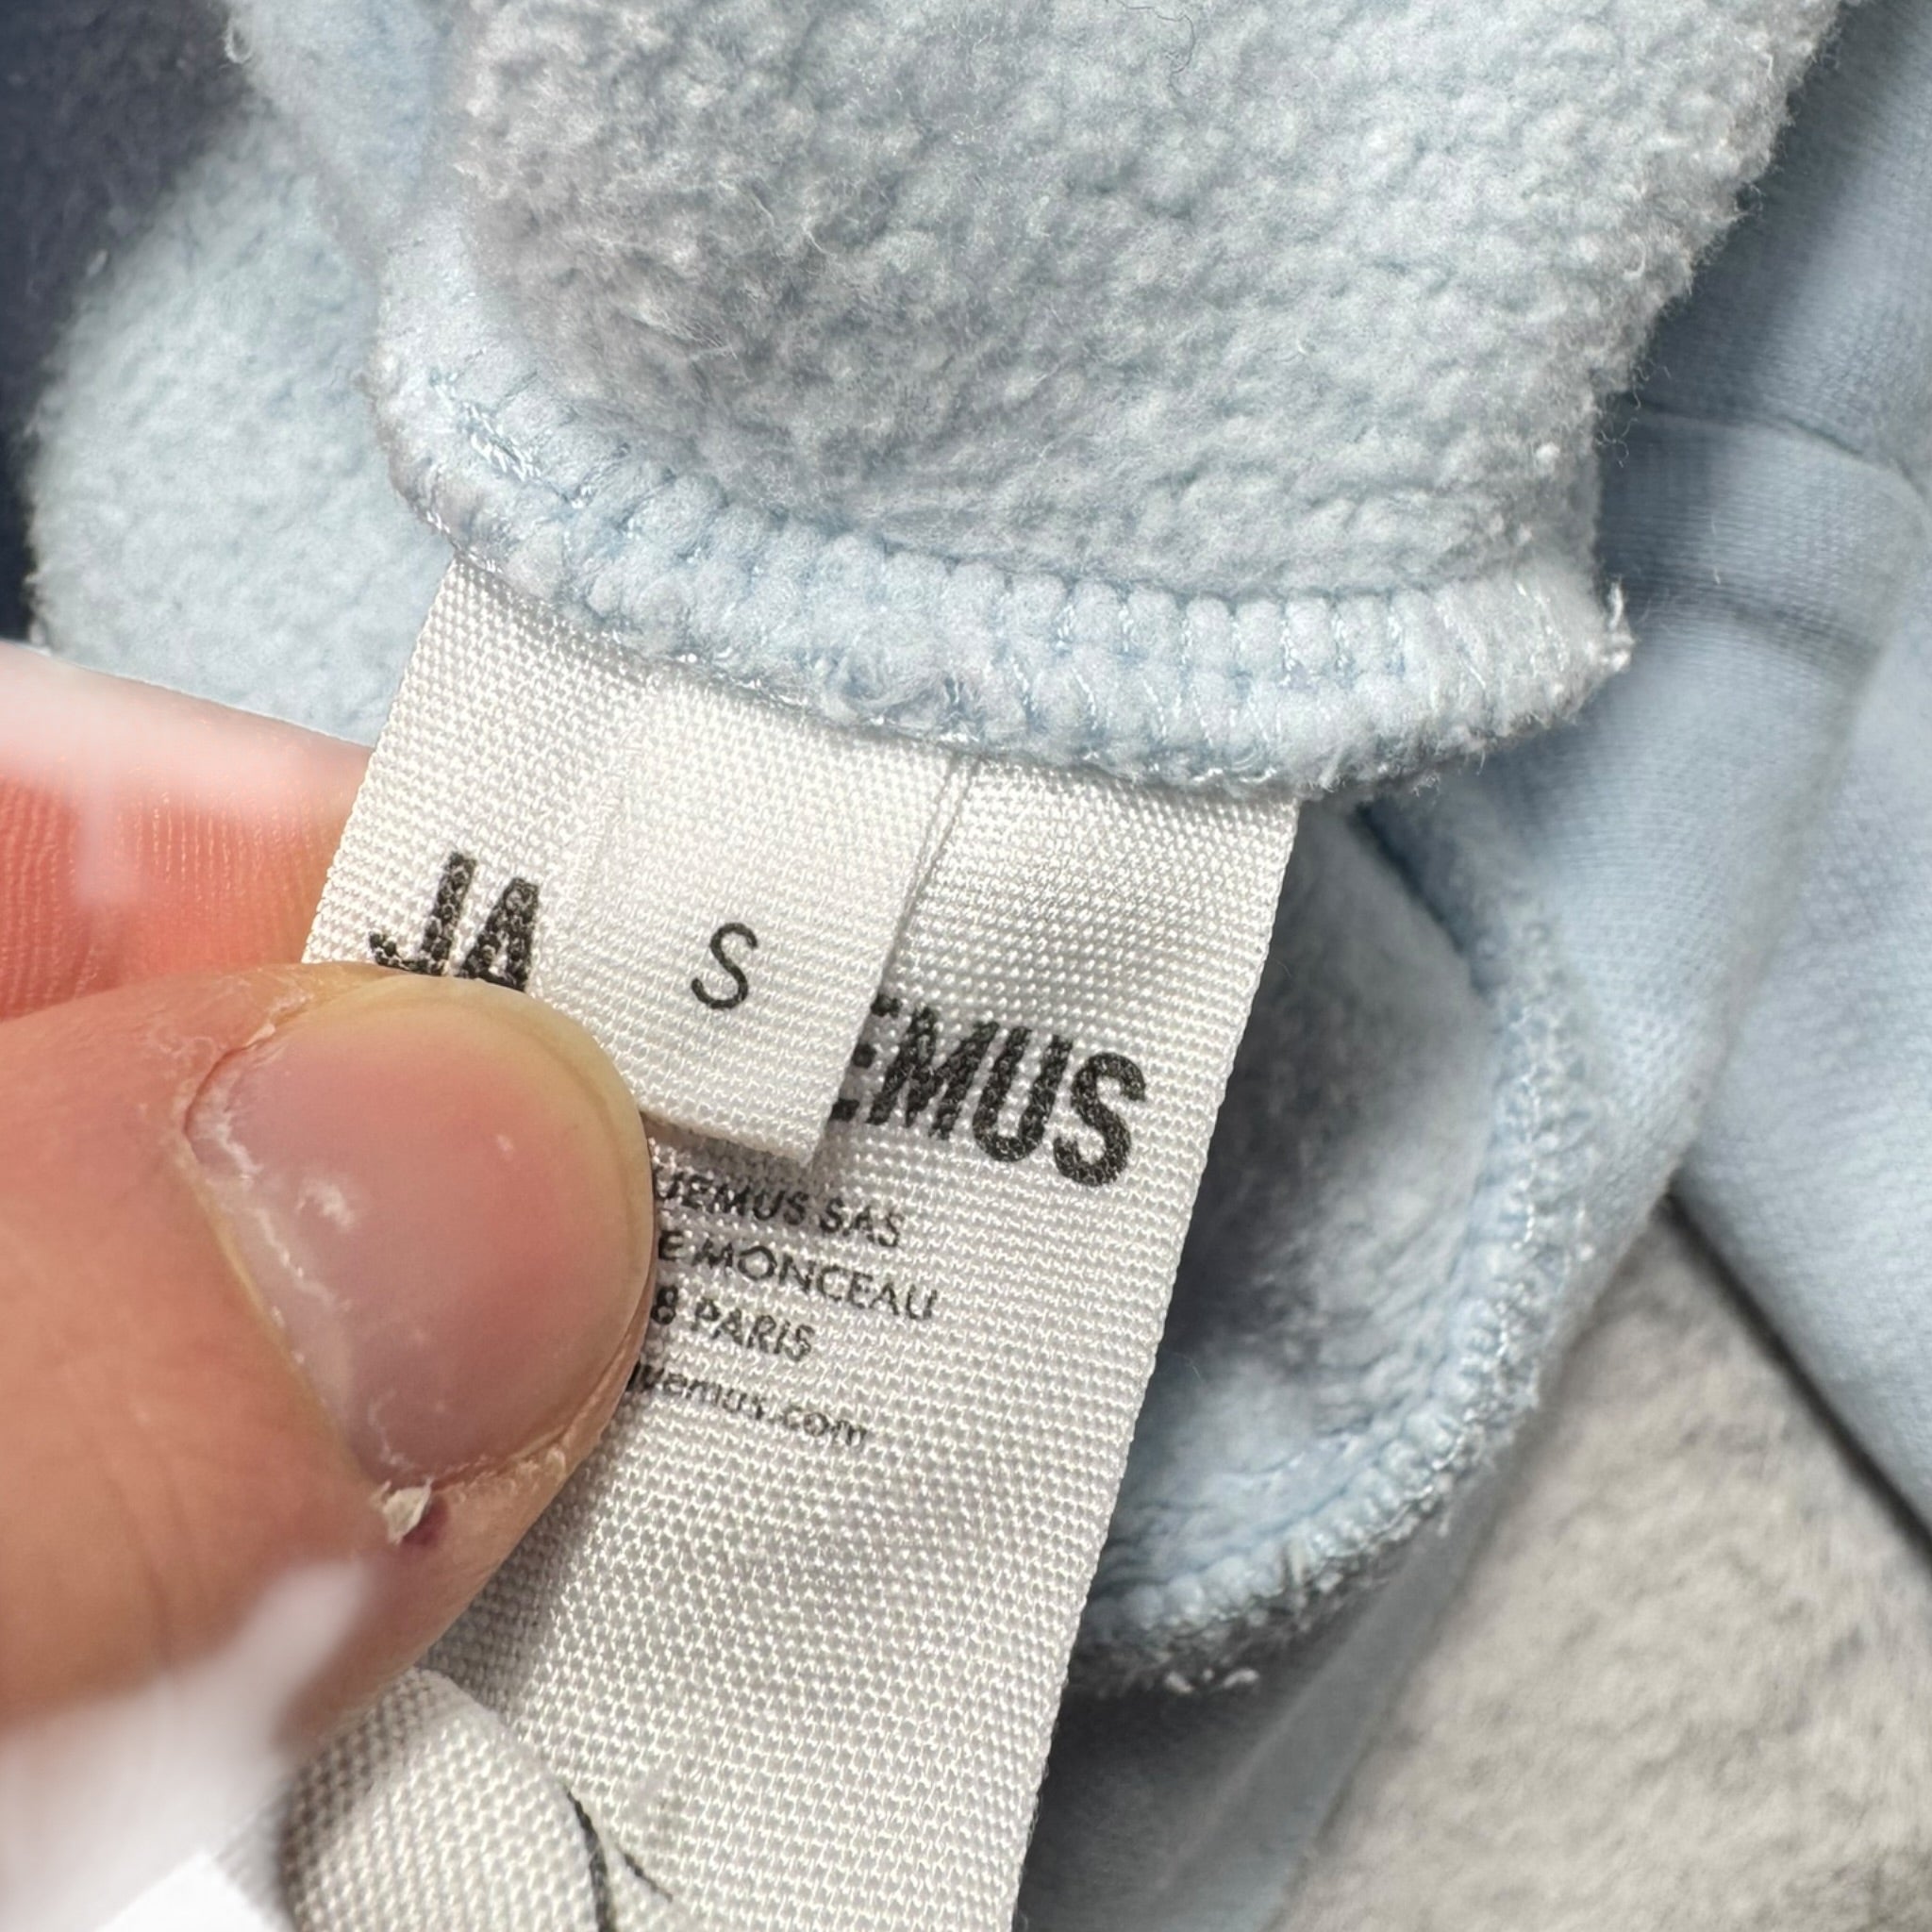 S
JA EMUS
UEMUS SAS
E MONCEAU
8 PARIS
uemus.com